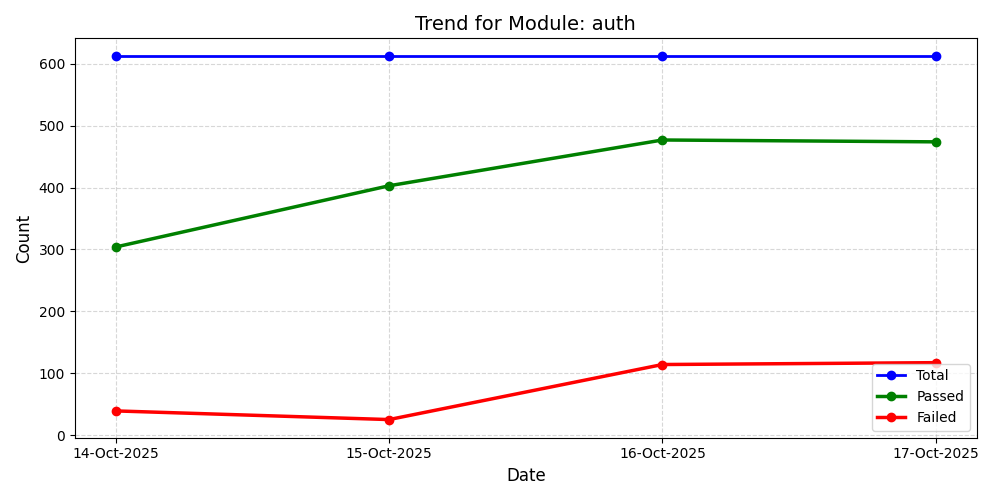 Trend for Module: auth
600
500
400
300
200
100
0
Count
14-Oct-2025
15-Oct-2025
16-Oct-2025
17-Oct-2025
Date
Total
Passed
Failed